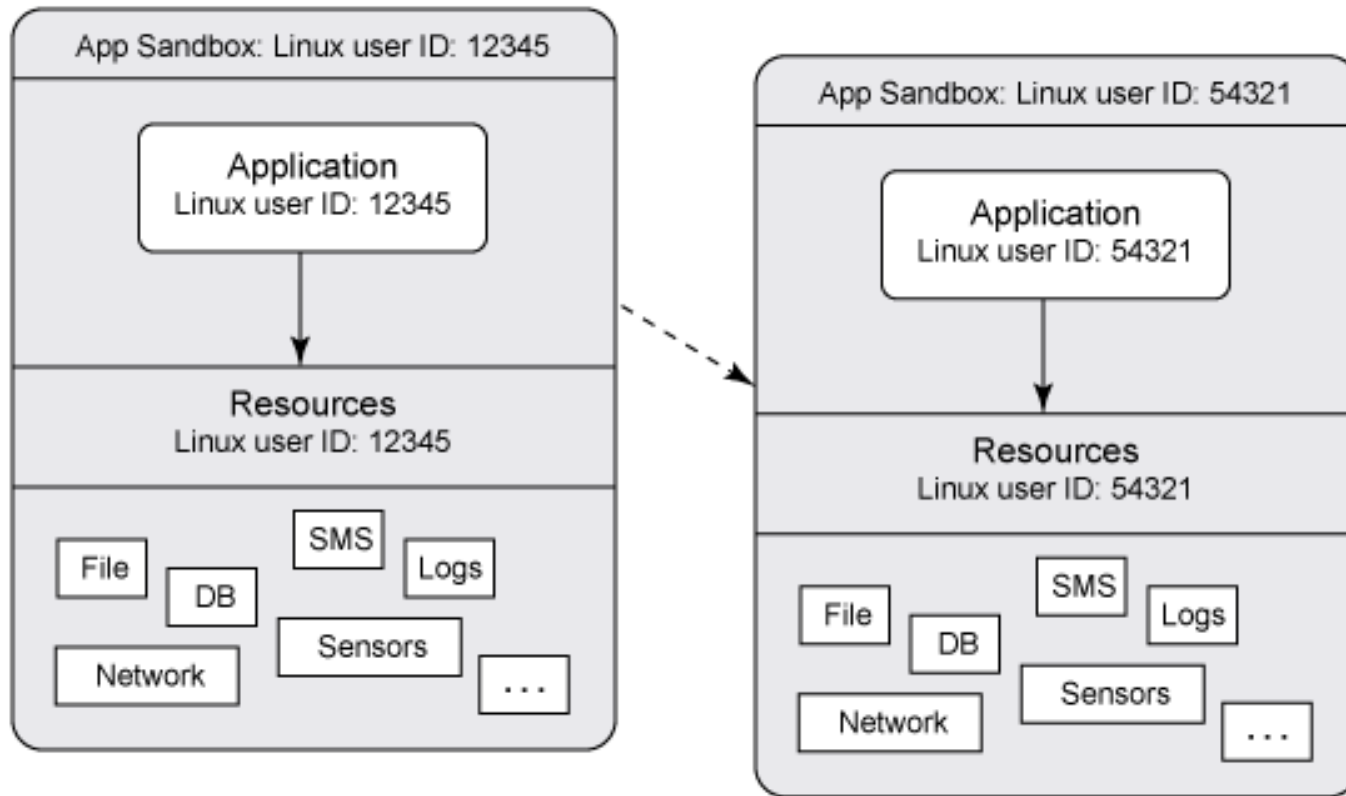 App Sandbox: Linux user ID: 12345
Application
Linux user ID: 12345
Resources
Linux user ID: 12345
File
DB
SMS
Logs
Network
Sensors
...
App Sandbox: Linux user ID: 54321
Application
Linux user ID: 54321
Resources
Linux user ID: 54321
File
DB
SMS
Logs
Network
Sensors
...